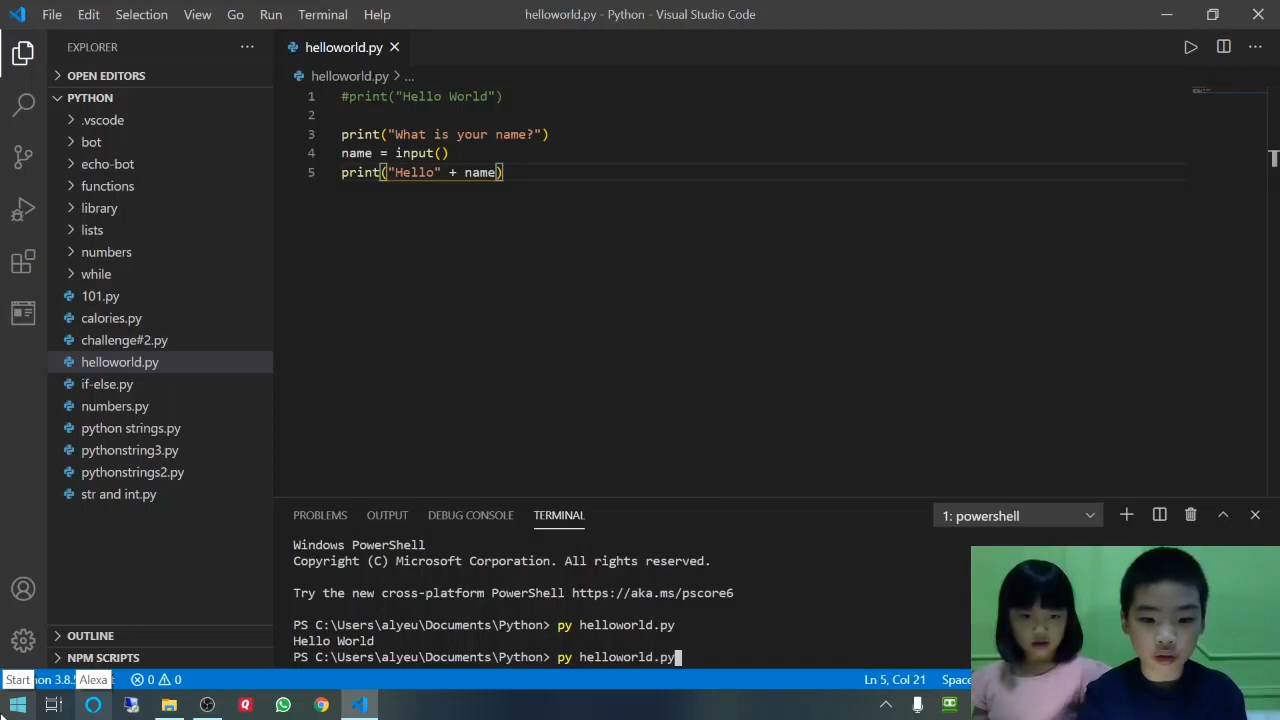 File Edit Selection View Go Run Terminal Help
helloworld.py - Python - Visual Studio Code
EXPLORER
OPEN EDITORS
PYTHON
.vscode
bot
echo-bot
functions
library
lists
numbers
while
101.py
calories.py
challenge#2.py
helloworld.py
if-else.py
numbers.py
python strings.py
pythonstring3.py
pythonstrings2.py
str and int.py
OUTLINE
NPM SCRIPTS
helloworld.py
helloworld.py > ...
1 #print("Hello World")
2
3 print("What is your name?")
4 name = input()
5 print("Hello" + name)
PROBLEMS OUTPUT DEBUG CONSOLE TERMINAL
1: powershell
Windows PowerShell
Copyright (C) Microsoft Corporation. All rights reserved.
Try the new cross-platform PowerShell https://aka.ms/pscore6
PS C:\Users\alyeu\Documents\Python> py helloworld.py
Hello World
PS C:\Users\alyeu\Documents\Python> py helloworld.py
Start on 3.8.5 Alexa 0 0 Ln 5, Col 21 Space